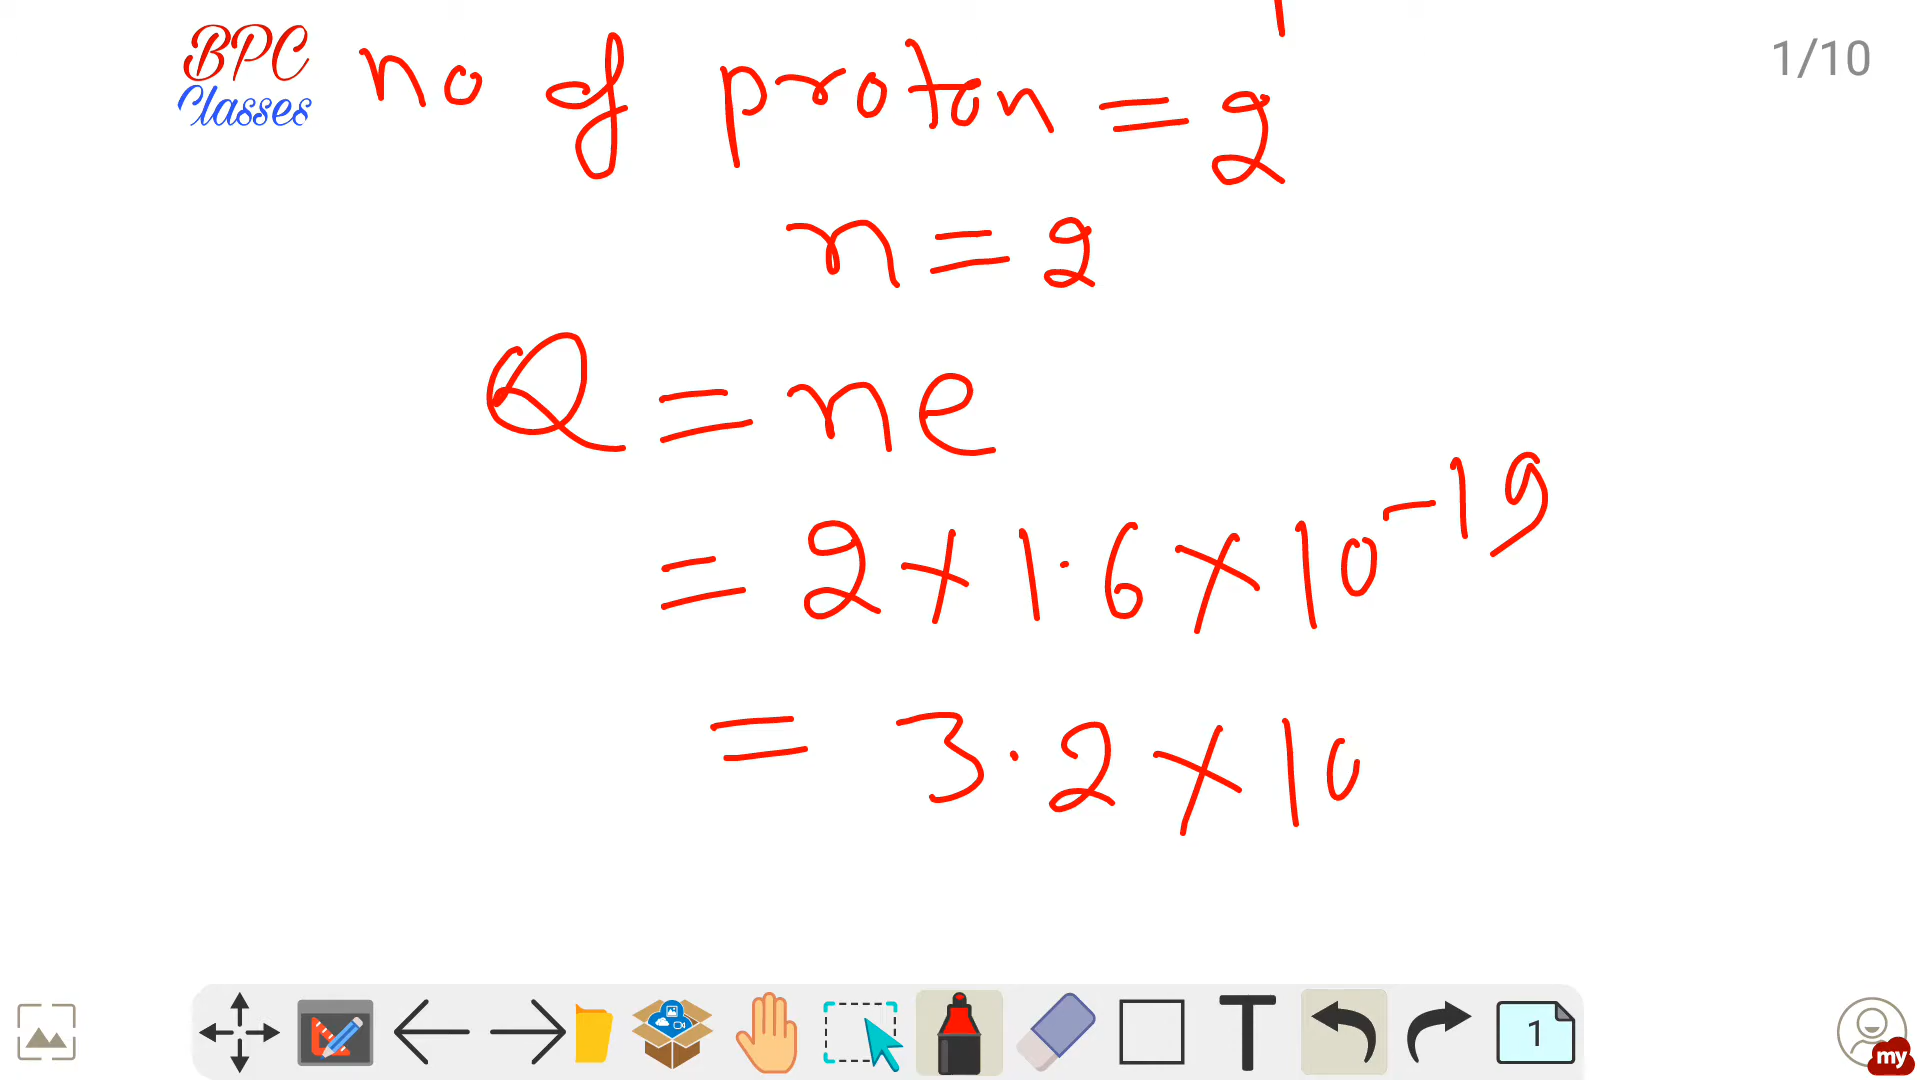 BPC
Classes
no of proton = 2
1/10
n = 2
Q = ne
= 2 × 1.6 × 10⁻¹⁹
= 3.2 × 10
T
1
my